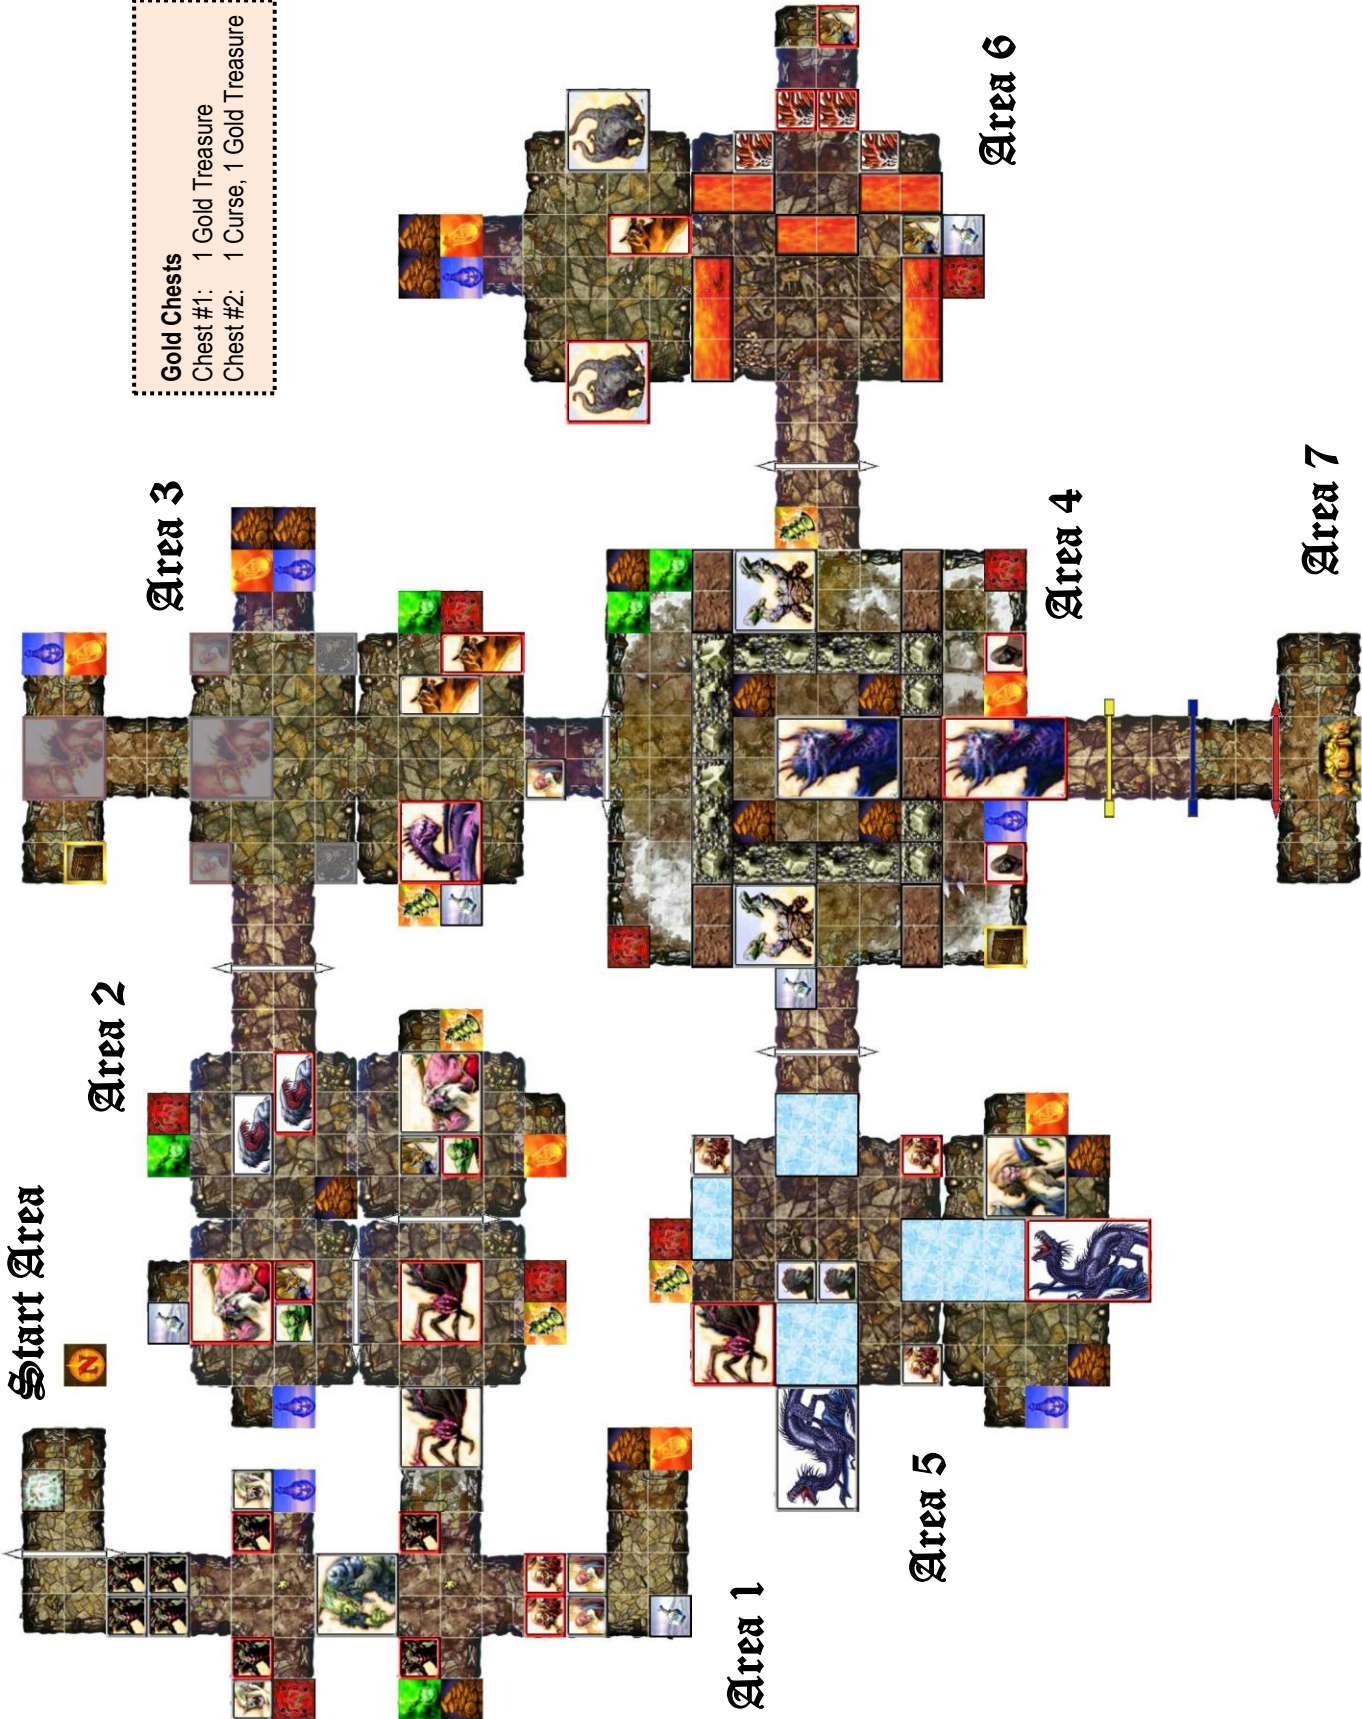 Gold Chests
Chest #1: 1 Gold Treasure
Chest #2: 1 Curse, 1 Gold Treasure
Start Area
N
Area 1
Area 2
Area 3
Area 4
Area 5
Area 6
Area 7